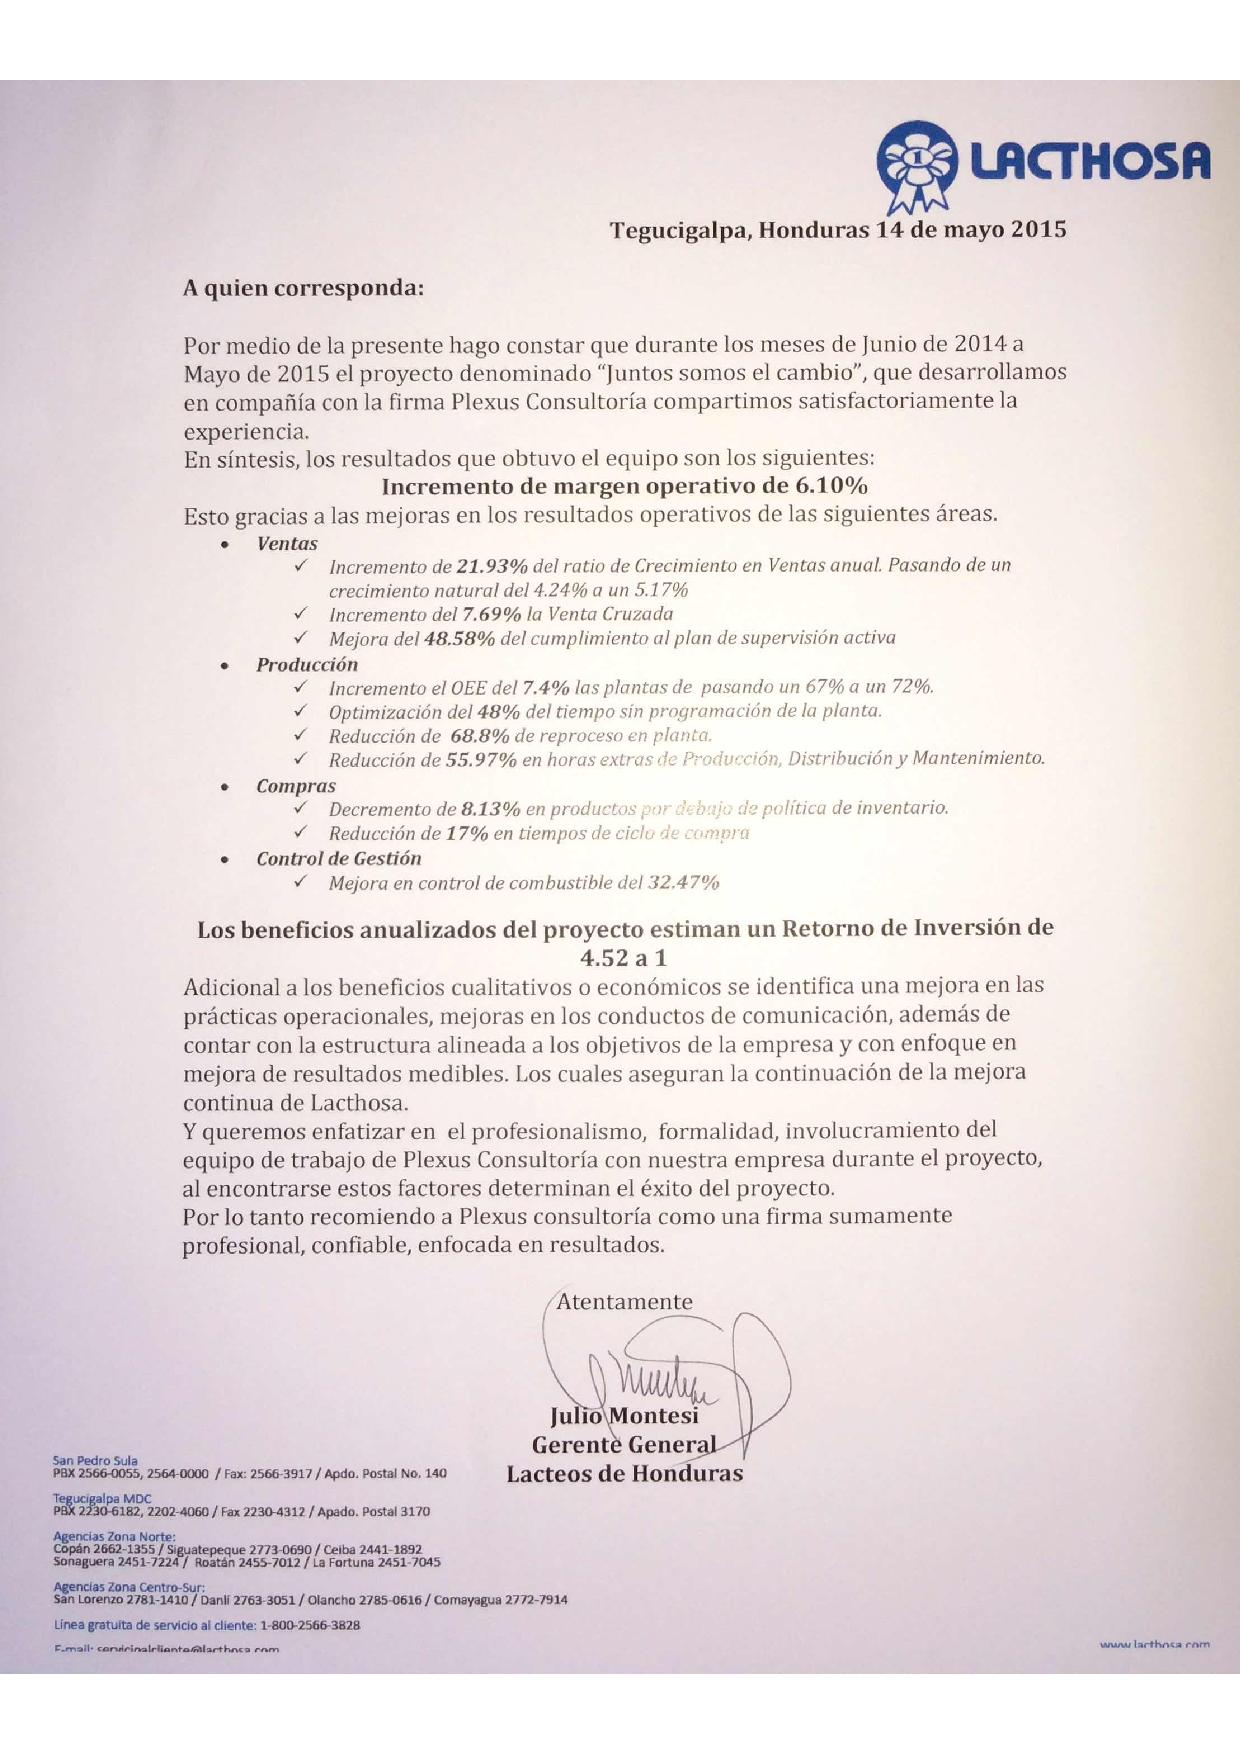 LACTHOSA
Tegucigalpa, Honduras 14 de mayo 2015
A quien corresponda:
Por medio de la presente hago constar que durante los meses de Junio de 2014 a
Mayo de 2015 el proyecto denominado “Juntos somos el cambio”, que desarrollamos
en compañía con la firma Plexus Consultoría compartimos satisfactoriamente la
experiencia.
En síntesis, los resultados que obtuvo el equipo son los siguientes:
Incremento de margen operativo de 6.10%
Esto gracias a las mejoras en los resultados operativos de las siguientes áreas.
• Ventas
✓ Incremento de 21.93% del ratio de Crecimiento en Ventas anual. Pasando de un
crecimiento natural del 4.24% a un 5.17%
✓ Incremento del 7.69% la Venta Cruzada
✓ Mejora del 48.58% del cumplimiento al plan de supervisión activa
• Producción
✓ Incremento el OEE del 7.4% las plantas de pasando un 67% a un 72%.
✓ Optimización del 48% del tiempo sin programación de la planta.
✓ Reducción de 68.8% de reproceso en planta.
✓ Reducción de 55.97% en horas extras de Producción, Distribución y Mantenimiento.
• Compras
✓ Decremento de 8.13% en productos por debajo de política de inventario.
✓ Reducción de 17% en tiempos de ciclo de compra
• Control de Gestión
✓ Mejora en control de combustible del 32.47%
Los beneficios anualizados del proyecto estiman un Retorno de Inversión de
4.52 a 1
Adicional a los beneficios cualitativos o económicos se identifica una mejora en las
prácticas operacionales, mejoras en los conductos de comunicación, además de
contar con la estructura alineada a los objetivos de la empresa y con enfoque en
mejora de resultados medibles. Los cuales aseguran la continuación de la mejora
continua de Lacthosa.
Y queremos enfatizar en el profesionalismo, formalidad, involucramiento del
equipo de trabajo de Plexus Consultoría con nuestra empresa durante el proyecto,
al encontrarse estos factores determinan el éxito del proyecto.
Por lo tanto recomiendo a Plexus consultoría como una firma sumamente
profesional, confiable, enfocada en resultados.
Atentamente
Julio Montesi
Gerente General
Lacteos de Honduras
San Pedro Sula
PBX 2566-0055, 2564-0000 / Fax: 2566-3917 / Apdo. Postal No. 140
Tegucigalpa MDC
PBX 2230-6182, 2202-4060 / Fax 2230-4312 / Apado. Postal 3170
Agencias Zona Norte:
Copán 2662-1355 / Siguatepeque 2773-0690 / Ceiba 2441-1892
Sonaguera 2451-7224 / Roatán 2455-7012 / La Fortuna 2451-7045
Agencias Zona Centro-Sur:
San Lorenzo 2781-1410 / Danlí 2763-3051 / Olancho 2785-0616 / Comayagua 2772-7914
Línea gratuita de servicio al cliente: 1-800-2566-3828
E-mail: servicioalcliente@lacthosa.com
www.lacthosa.com